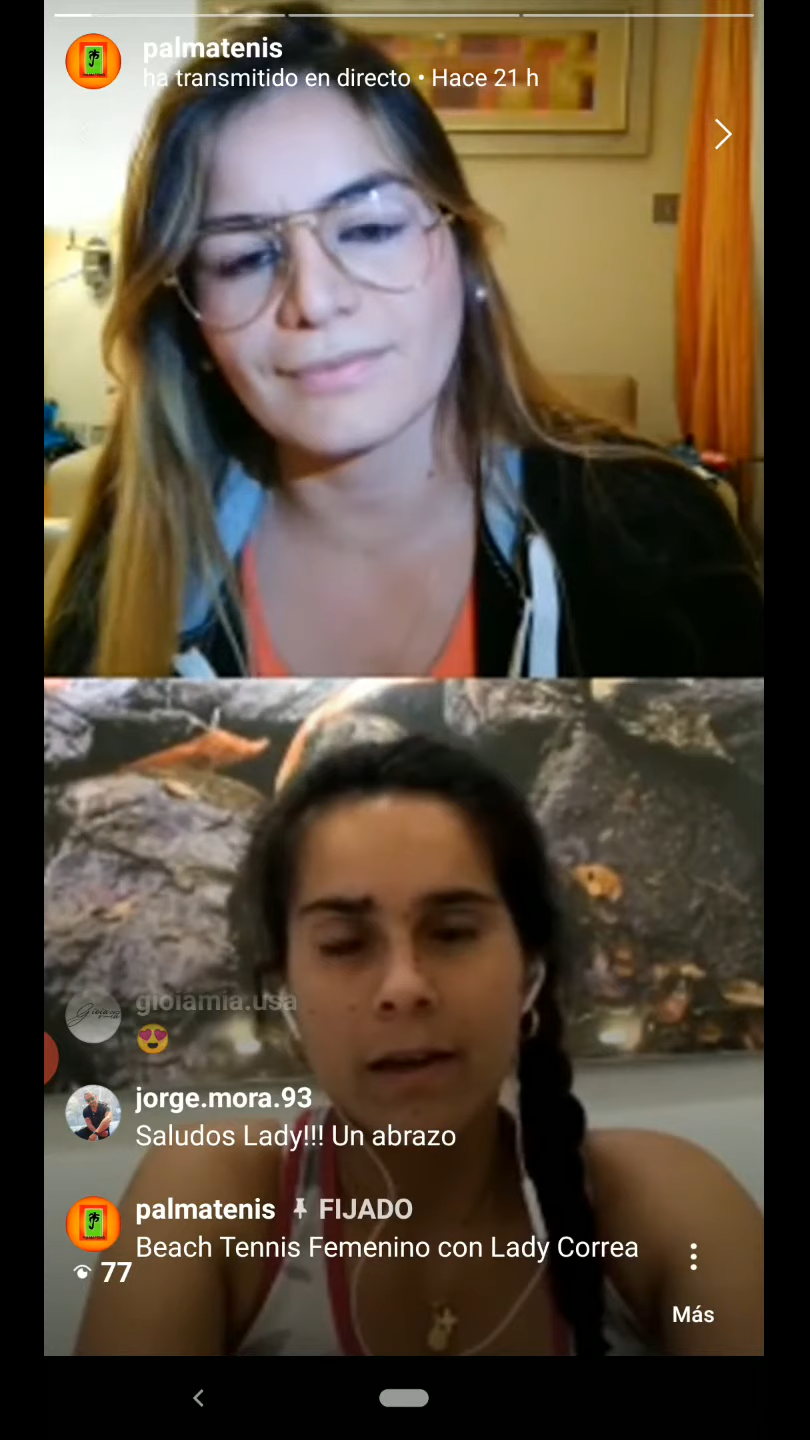 palmatenis
ha transmitido en directo • Hace 21 h
gioiamia.usa
😍
jorge.mora.93
Saludos Lady!!! Un abrazo
palmatenis FIJADO
Beach Tennis Femenino con Lady Correa
77
Más